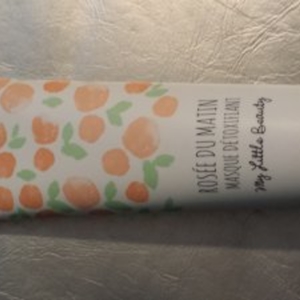 ROSÉE DU MATIN
MASQUE DÉTOXIFIANT
My Little Beauty